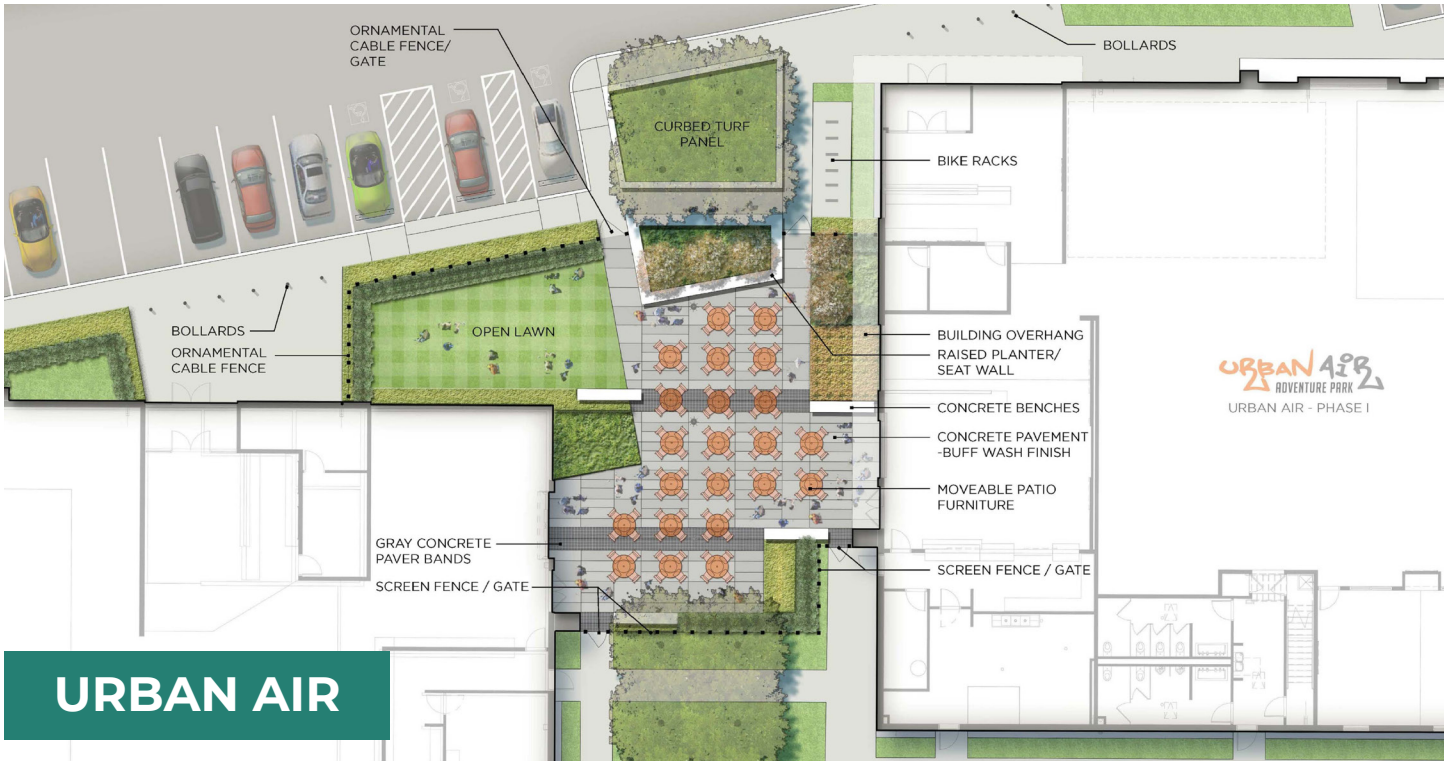 ORNAMENTAL
CABLE FENCE/
GATE
BOLLARDS
CURBED TURF
PANEL
BIKE RACKS
BOLLARDS
ORNAMENTAL
CABLE FENCE
OPEN LAWN
BUILDING OVERHANG
RAISED PLANTER/
SEAT WALL
URBAN AIR
ADVENTURE PARK
URBAN AIR - PHASE I
CONCRETE BENCHES
CONCRETE PAVEMENT
-BUFF WASH FINISH
MOVEABLE PATIO
FURNITURE
GRAY CONCRETE
PAVER BANDS
SCREEN FENCE / GATE
SCREEN FENCE / GATE
URBAN AIR